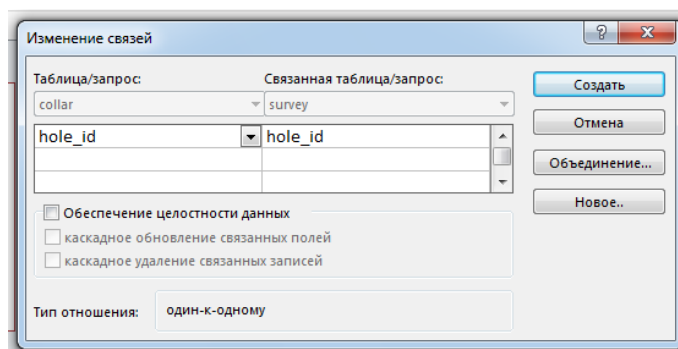 Изменение связей
Таблица/запрос: Связанная таблица/запрос:
collar survey
hole_id hole_id
Обеспечение целостности данных
каскадное обновление связанных полей
каскадное удаление связанных записей
Тип отношения: один-к-одному
Создать
Отмена
Объединение...
Новое..